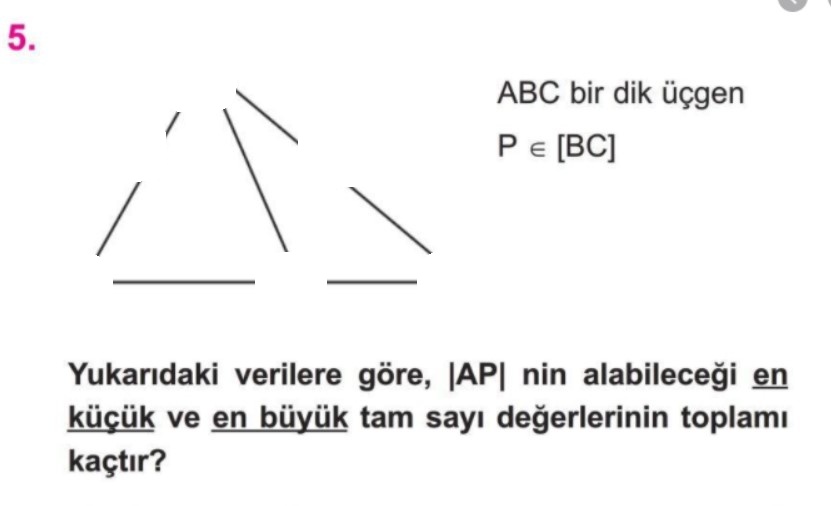 5.
ABC bir dik üçgen
P ∈ [BC]
Yukarıdaki verilere göre, |AP| nin alabileceği en
küçük ve en büyük tam sayı değerlerinin toplamı
kaçtır?